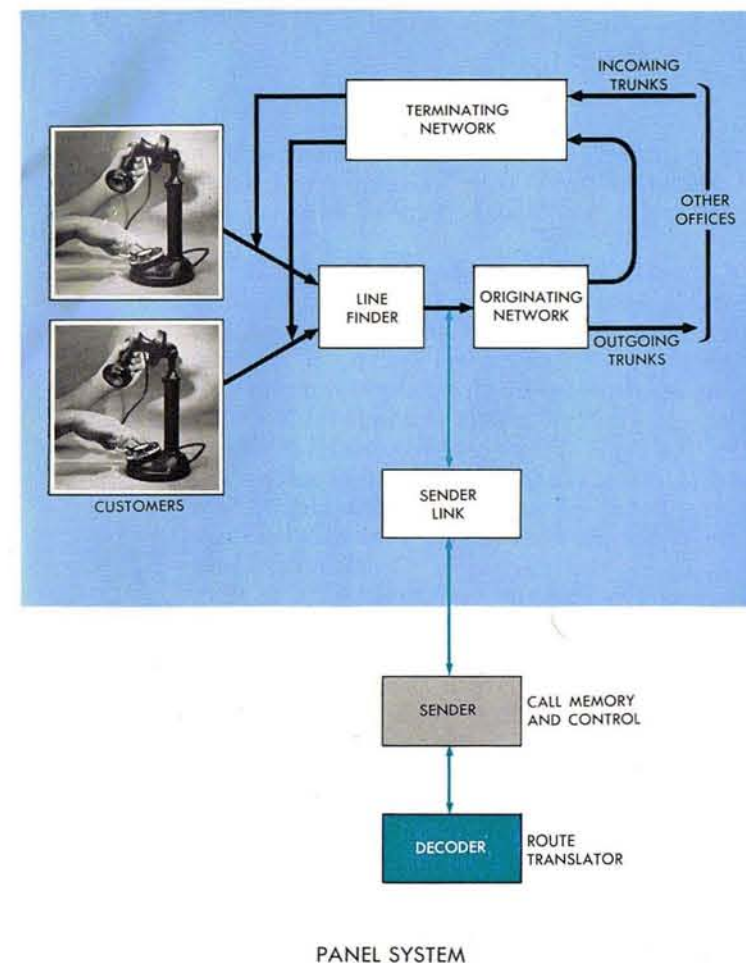 INCOMING
TRUNKS
TERMINATING
NETWORK
OTHER
OFFICES
LINE
FINDER
ORIGINATING
NETWORK
OUTGOING
TRUNKS
CUSTOMERS
SENDER
LINK
SENDER
CALL MEMORY
AND CONTROL
DECODER
ROUTE
TRANSLATOR
PANEL SYSTEM